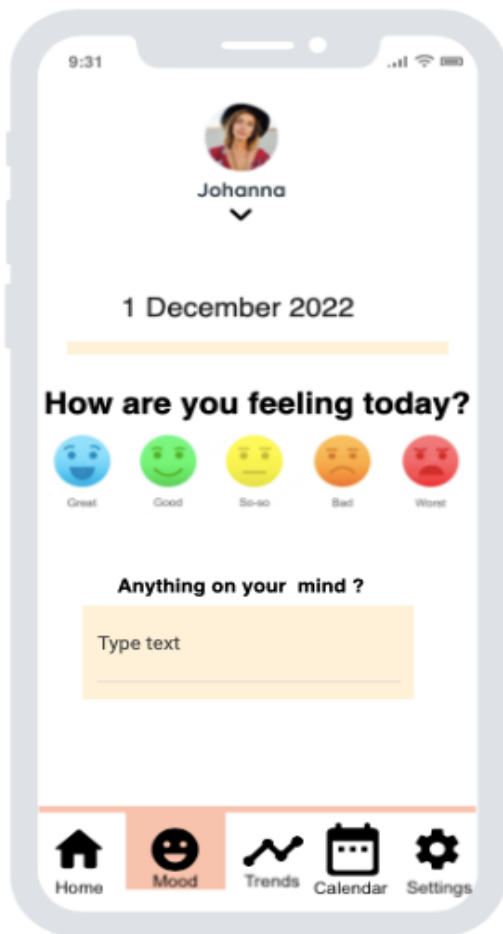 9:31
Johanna
1 December 2022
How are you feeling today?
Great Good So-so Bad Worst
Anything on your mind ?
Type text
Home Mood Trends Calendar Settings